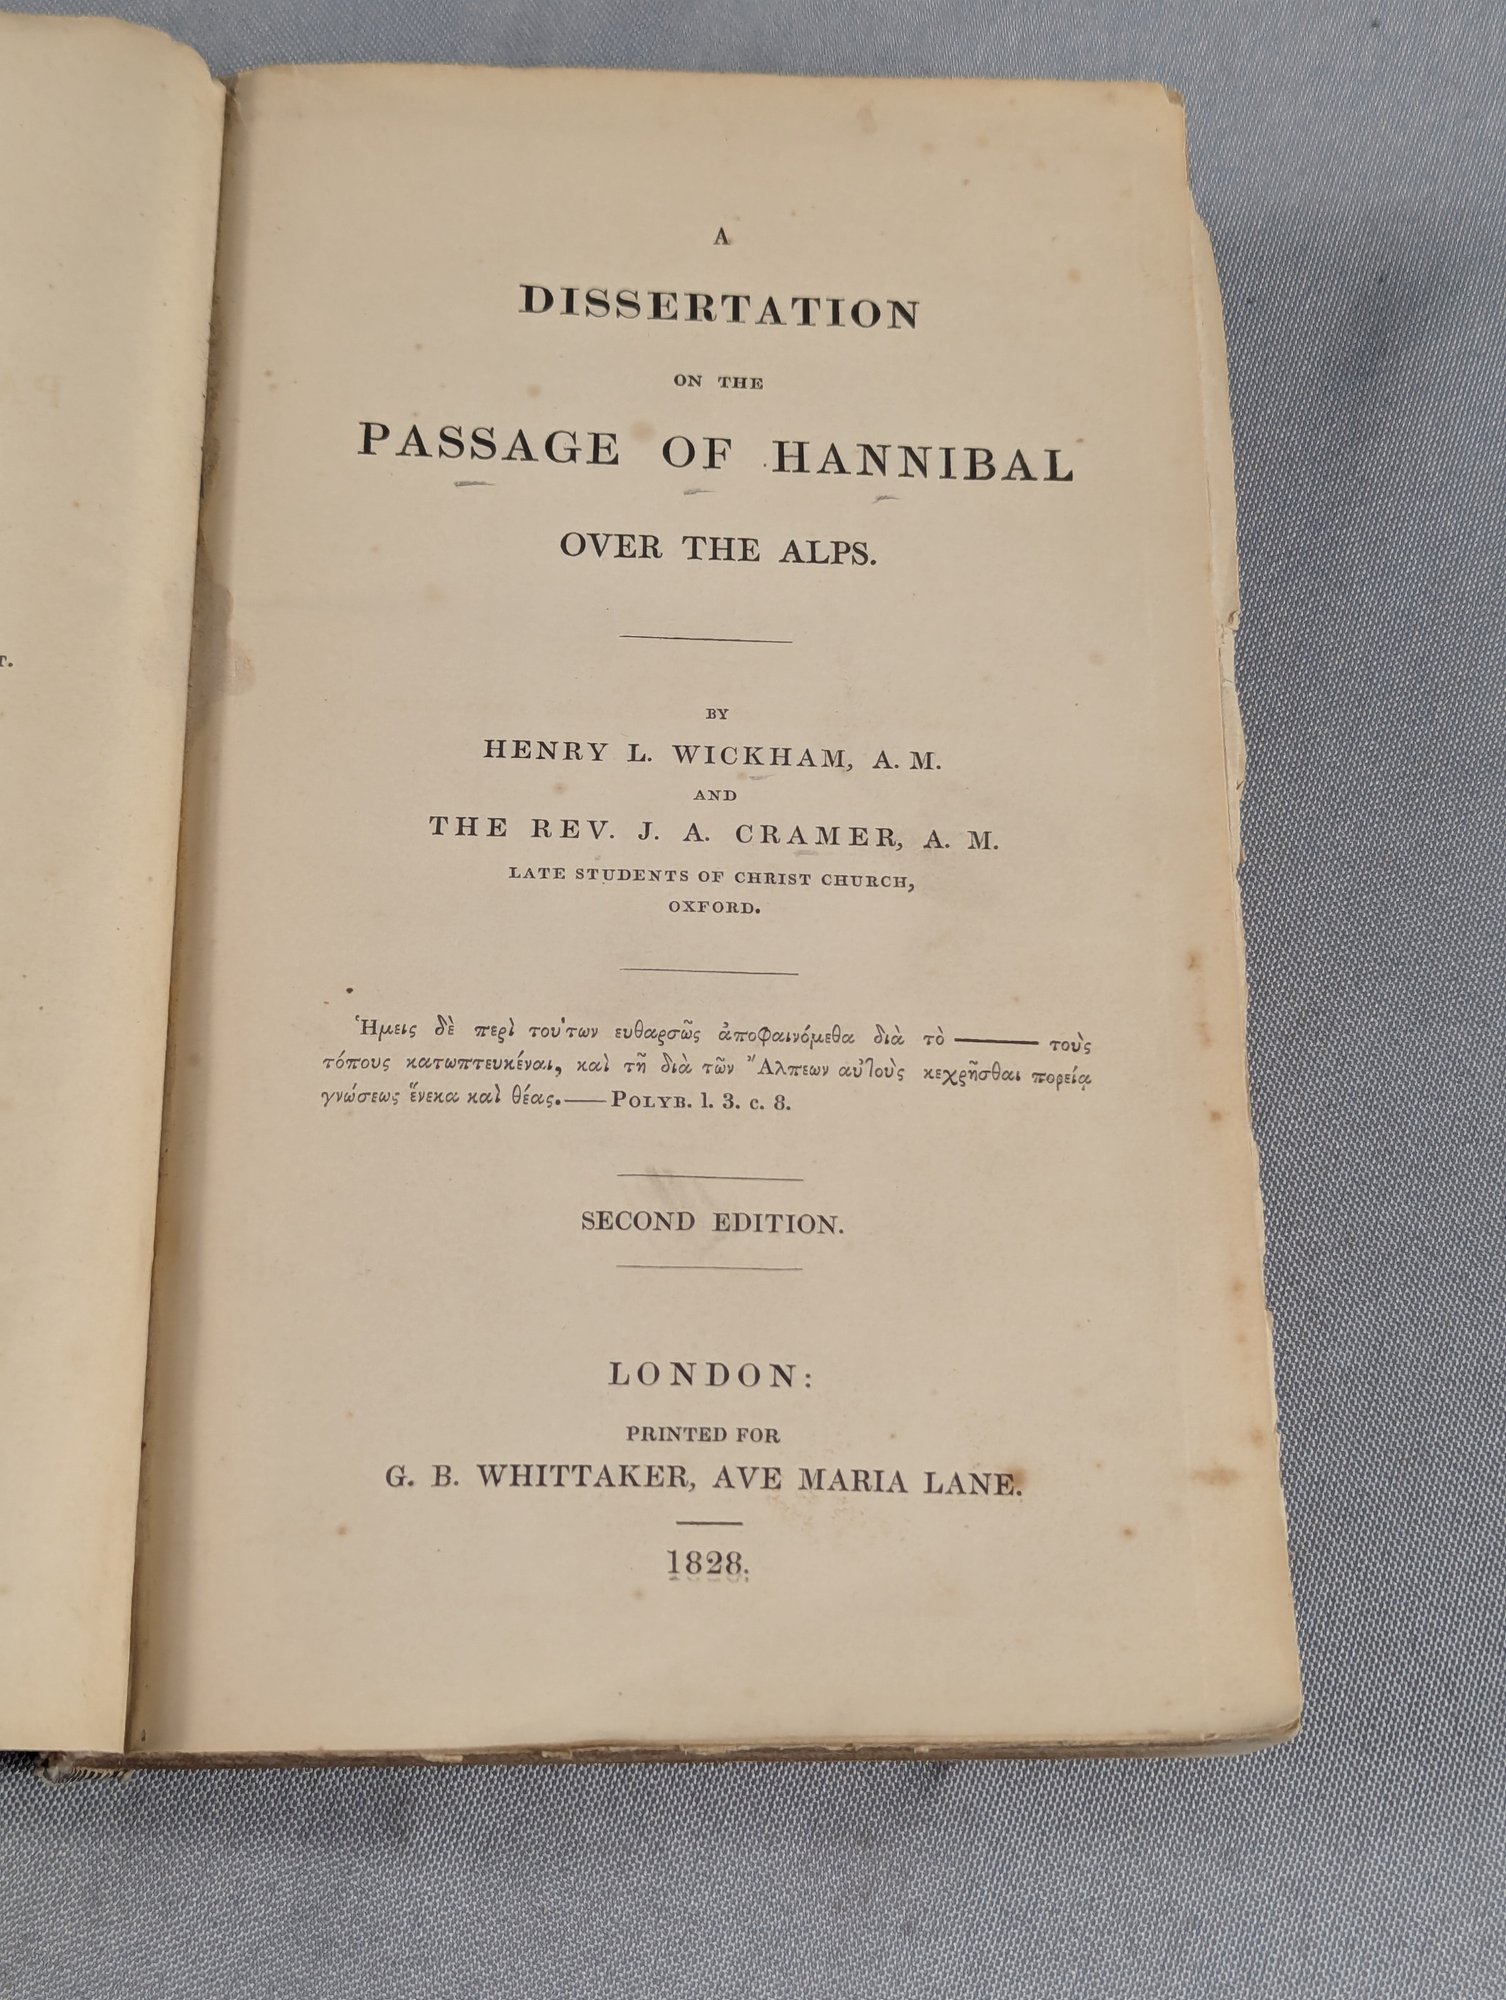 T.
A
DISSERTATION
ON THE
PASSAGE OF HANNIBAL
OVER THE ALPS.
BY
HENRY L. WICKHAM, A. M.
AND
THE REV. J. A. CRAMER, A. M.
LATE STUDENTS OF CHRIST CHURCH,
OXFORD.
Ἡμεις δὲ περὶ τού των ευθαρσῶς ἀποφαινόμεθα διὰ τὸ —— τοὺς
τόπους κατωπτευκέναι, καὶ τῆ διὰ τῶν Ἄλπεων αὐτοὺς κεχρῆσθαι πορείᾳ
γνώσεως ἕνεκα καὶ θέας.—POLYB. l. 3. c. 8.
SECOND EDITION.
LONDON:
PRINTED FOR
G. B. WHITTAKER, AVE MARIA LANE.
1828.